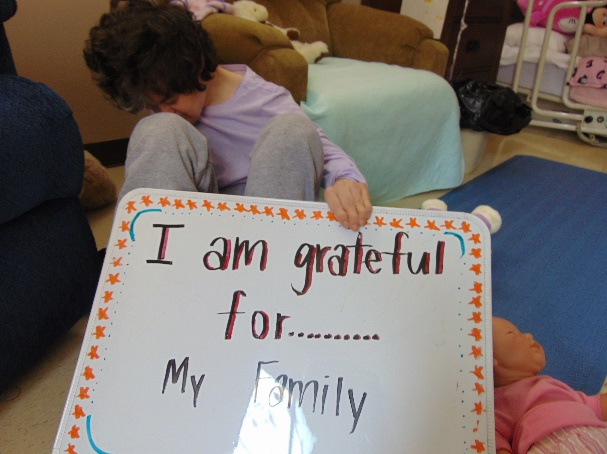 I am grateful
for...........
My Family